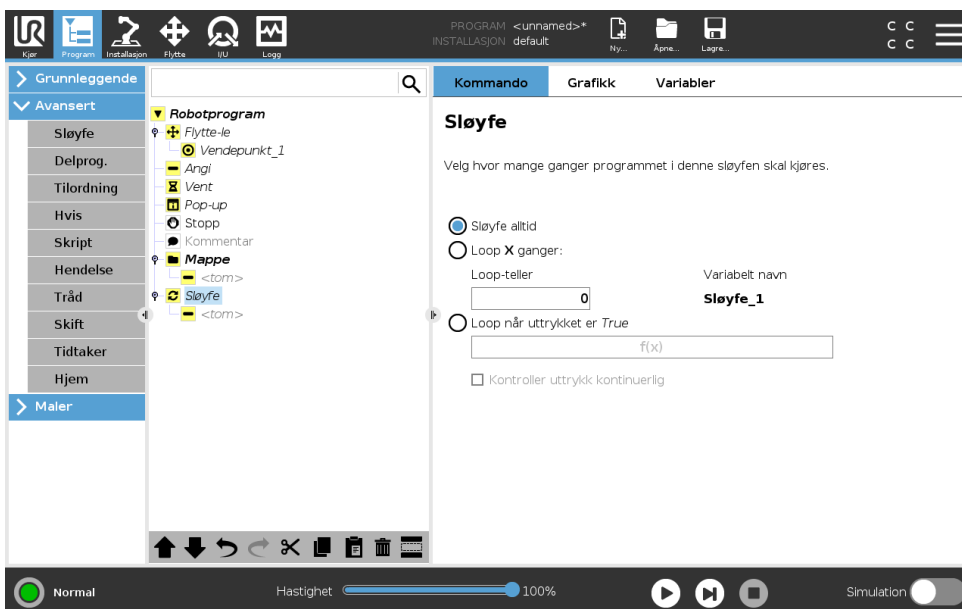 UR
PROGRAM <unnamed>*
INSTALLASJON default
Kjør Program Installasjon Flytte I/U Logg
Ny... Åpne... Lagre...
C C
C C
Grunnleggende
Avansert
Sløyfe
Delprog.
Tilordning
Hvis
Skript
Hendelse
Tråd
Skift
Tidtaker
Hjem
Maler
Robotprogram
Flytte-le
Vendepunkt_1
Angi
Vent
Pop-up
Stopp
Kommentar
Mappe
<tom>
Sløyfe
<tom>
Kommando Grafikk Variabler
Sløyfe
Velg hvor mange ganger programmet i denne sløyfen skal kjøres.
Sløyfe alltid
Loop X ganger:
Loop-teller Variabelt navn
0 Sløyfe_1
Loop når uttrykket er True
f(x)
Kontroller uttrykk kontinuerlig
Normal Hastighet 100% Simulation